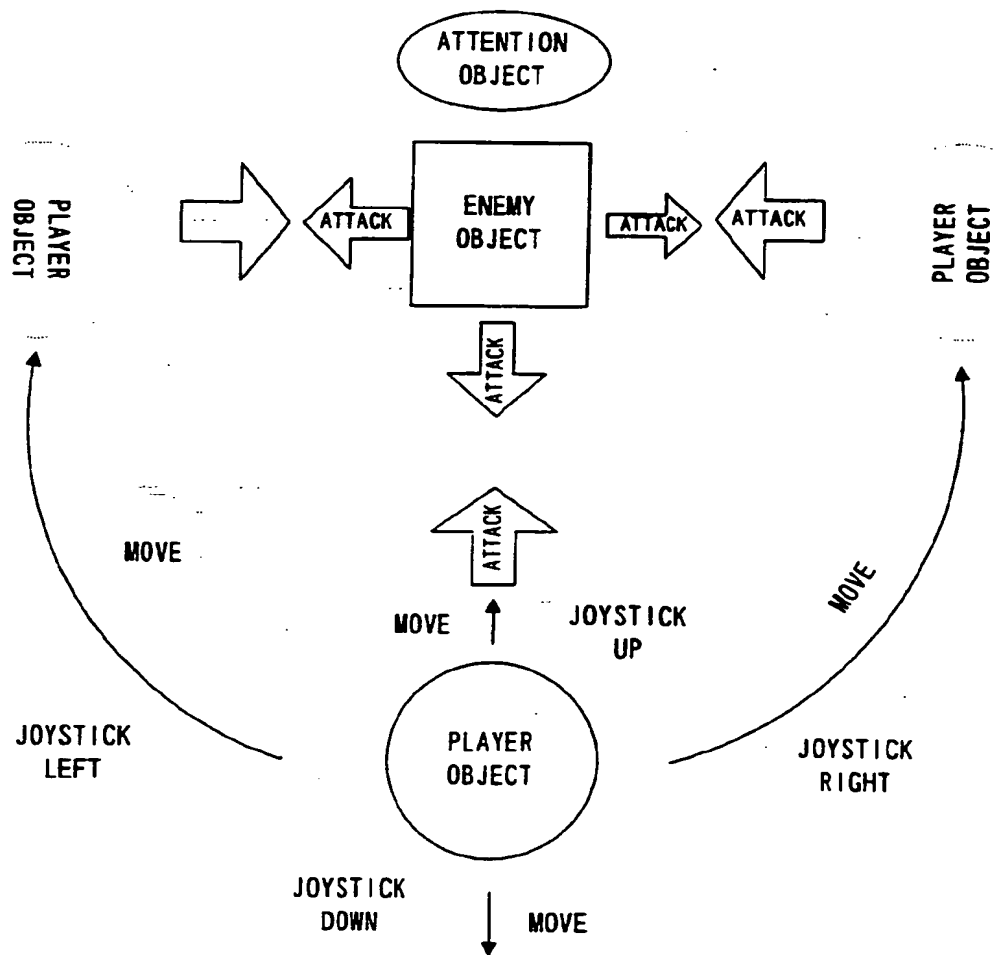 ATTENTION
OBJECT
PLAYER
OBJECT
ATTACK
ENEMY
OBJECT
ATTACK
ATTACK
PLAYER
OBJECT
ATTACK
ATTACK
MOVE
MOVE
MOVE
JOYSTICK
UP
JOYSTICK
LEFT
PLAYER
OBJECT
JOYSTICK
RIGHT
JOYSTICK
DOWN
MOVE